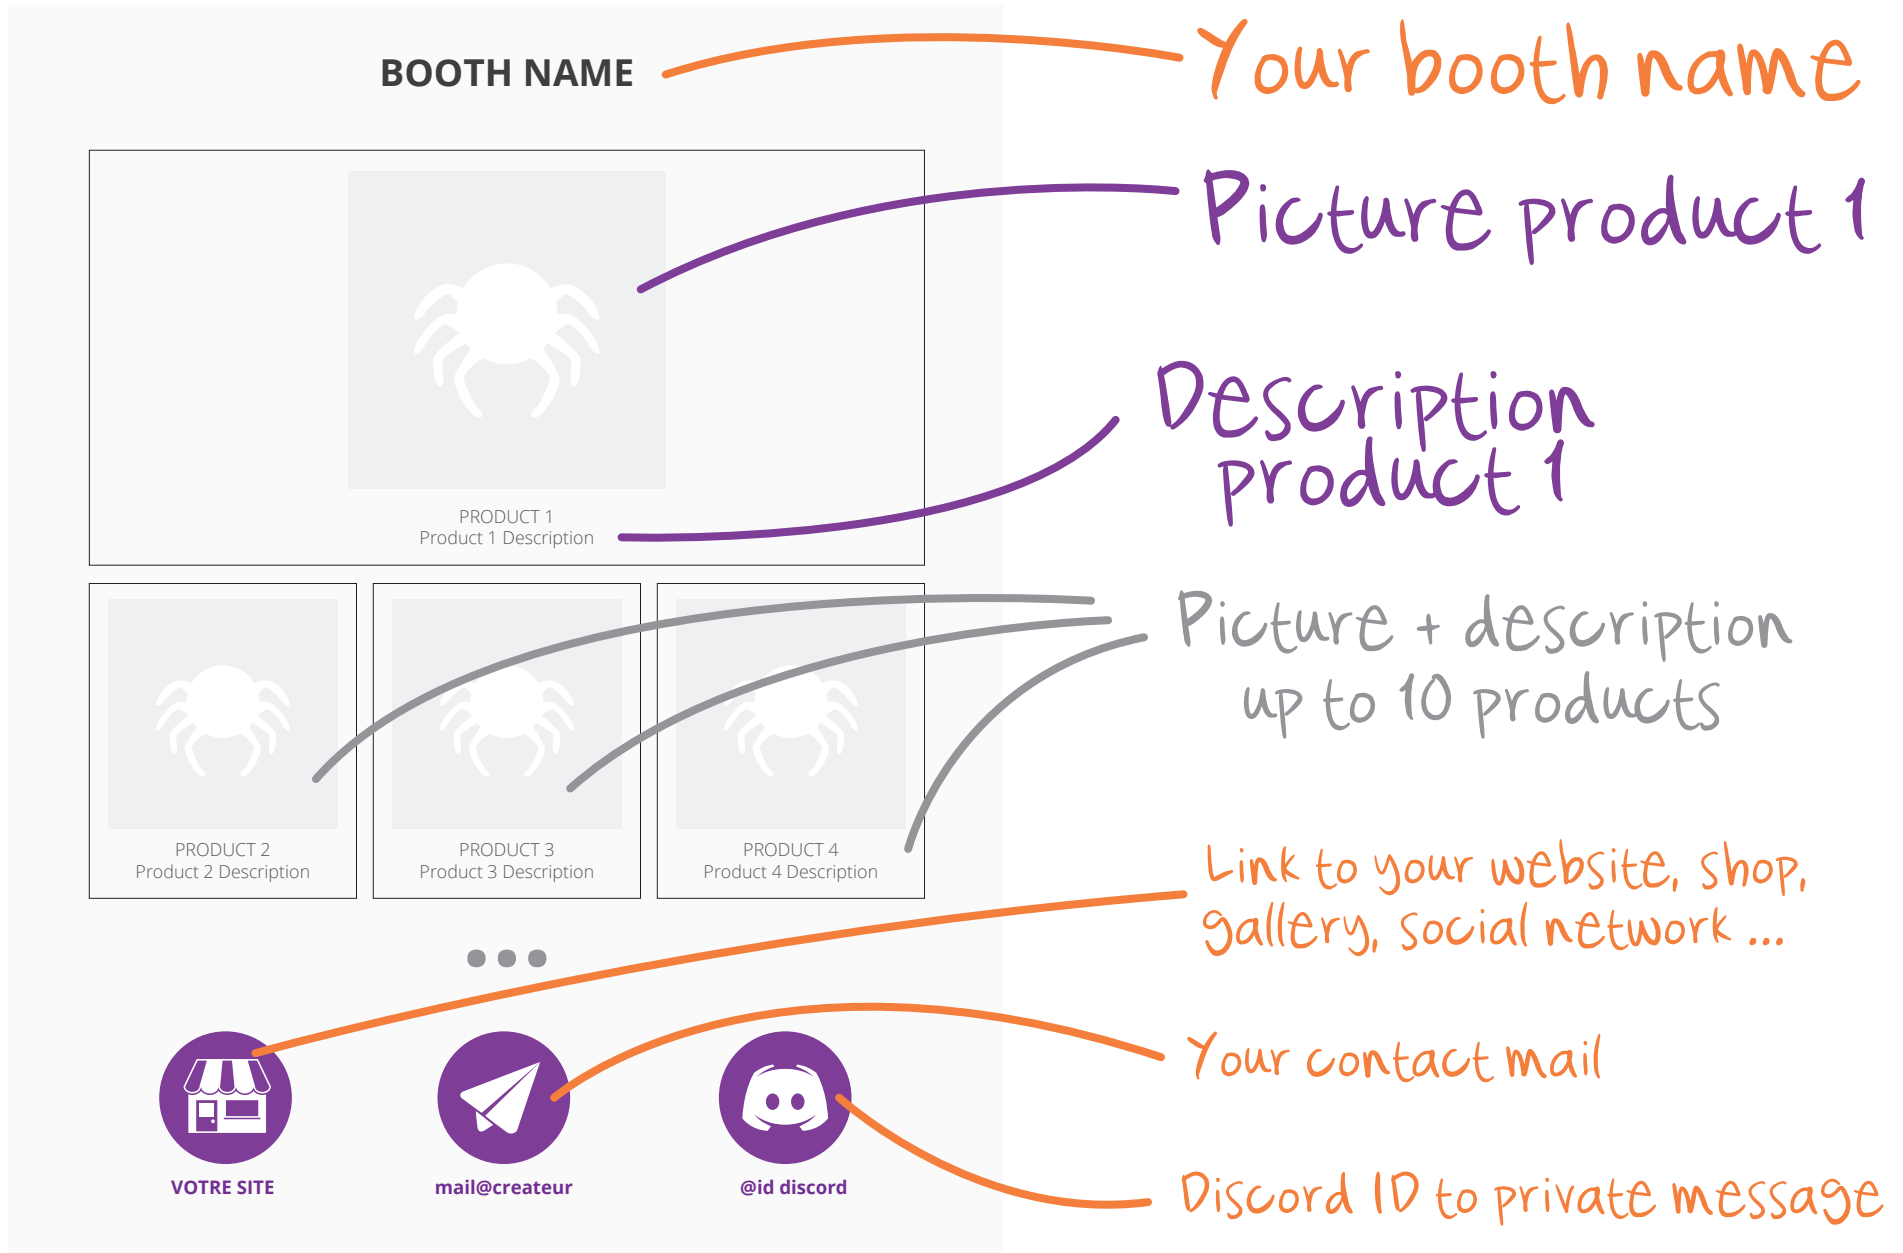 BOOTH NAME
Your booth name
Picture product 1
Description
product 1
PRODUCT 1
Product 1 Description
Picture + description
up to 10 products
PRODUCT 2
Product 2 Description
PRODUCT 3
Product 3 Description
PRODUCT 4
Product 4 Description
Link to your website, shop,
gallery, social network ...
Your contact mail
VOTRE SITE
mail@createur
@id discord
Discord ID to private message